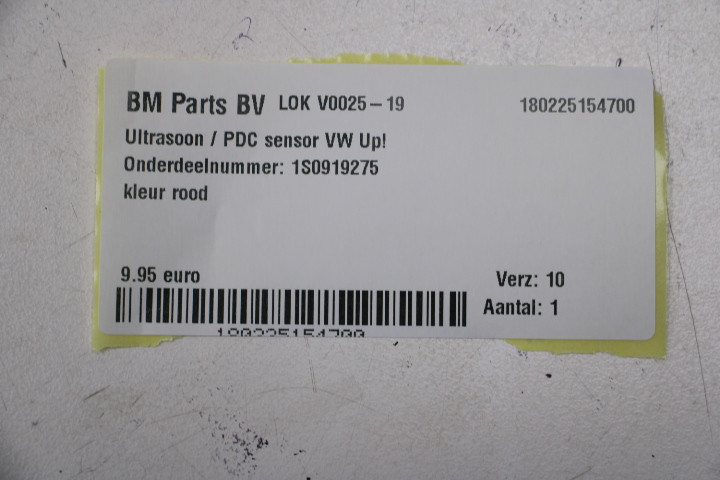 BM Parts BV LOK V0025-19 180225154700
Ultrasoon / PDC sensor VW Up!
Onderdeelnummer: 1S0919275
kleur rood
9.95 euro Verz: 10
Aantal: 1
180225154700